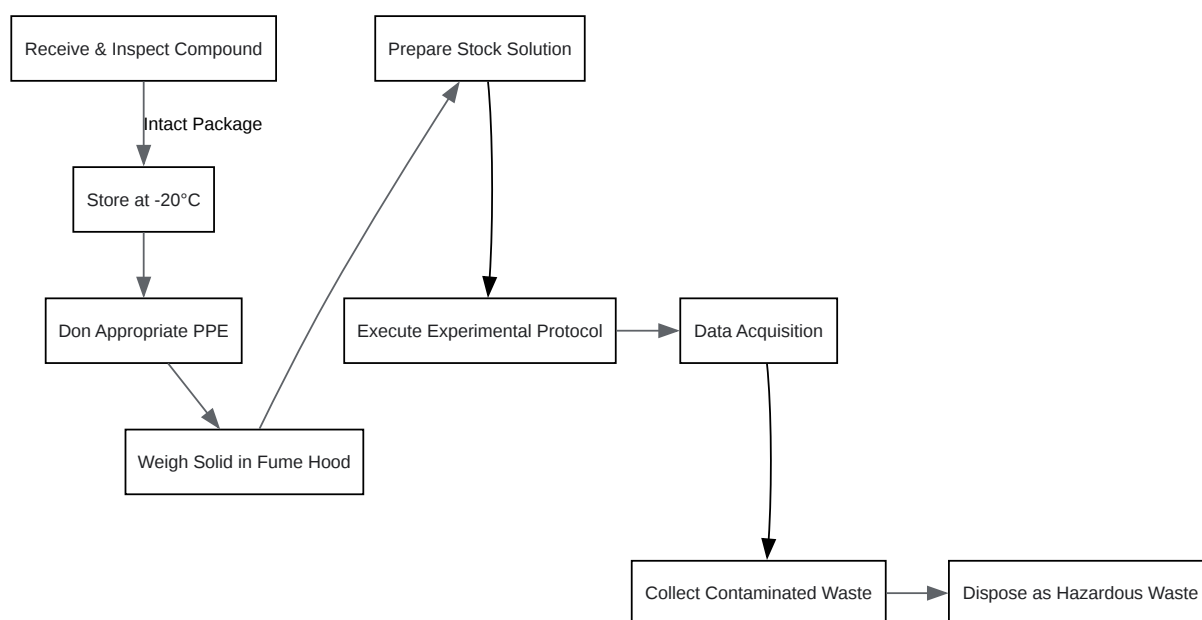 Receive & Inspect Compound
Prepare Stock Solution
Intact Package
Store at -20°C
Don Appropriate PPE
Execute Experimental Protocol
Data Acquisition
Weigh Solid in Fume Hood
Collect Contaminated Waste
Dispose as Hazardous Waste